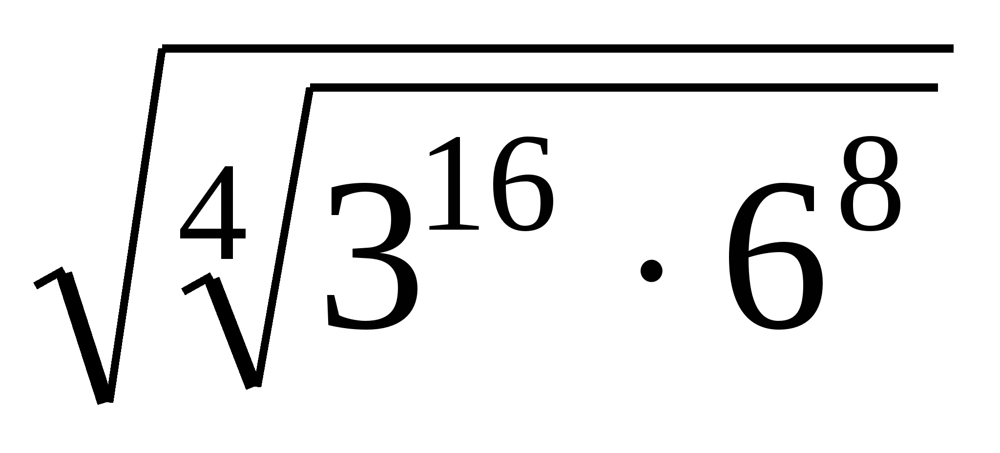 √ ⁴√ 3¹⁶ · 6⁸